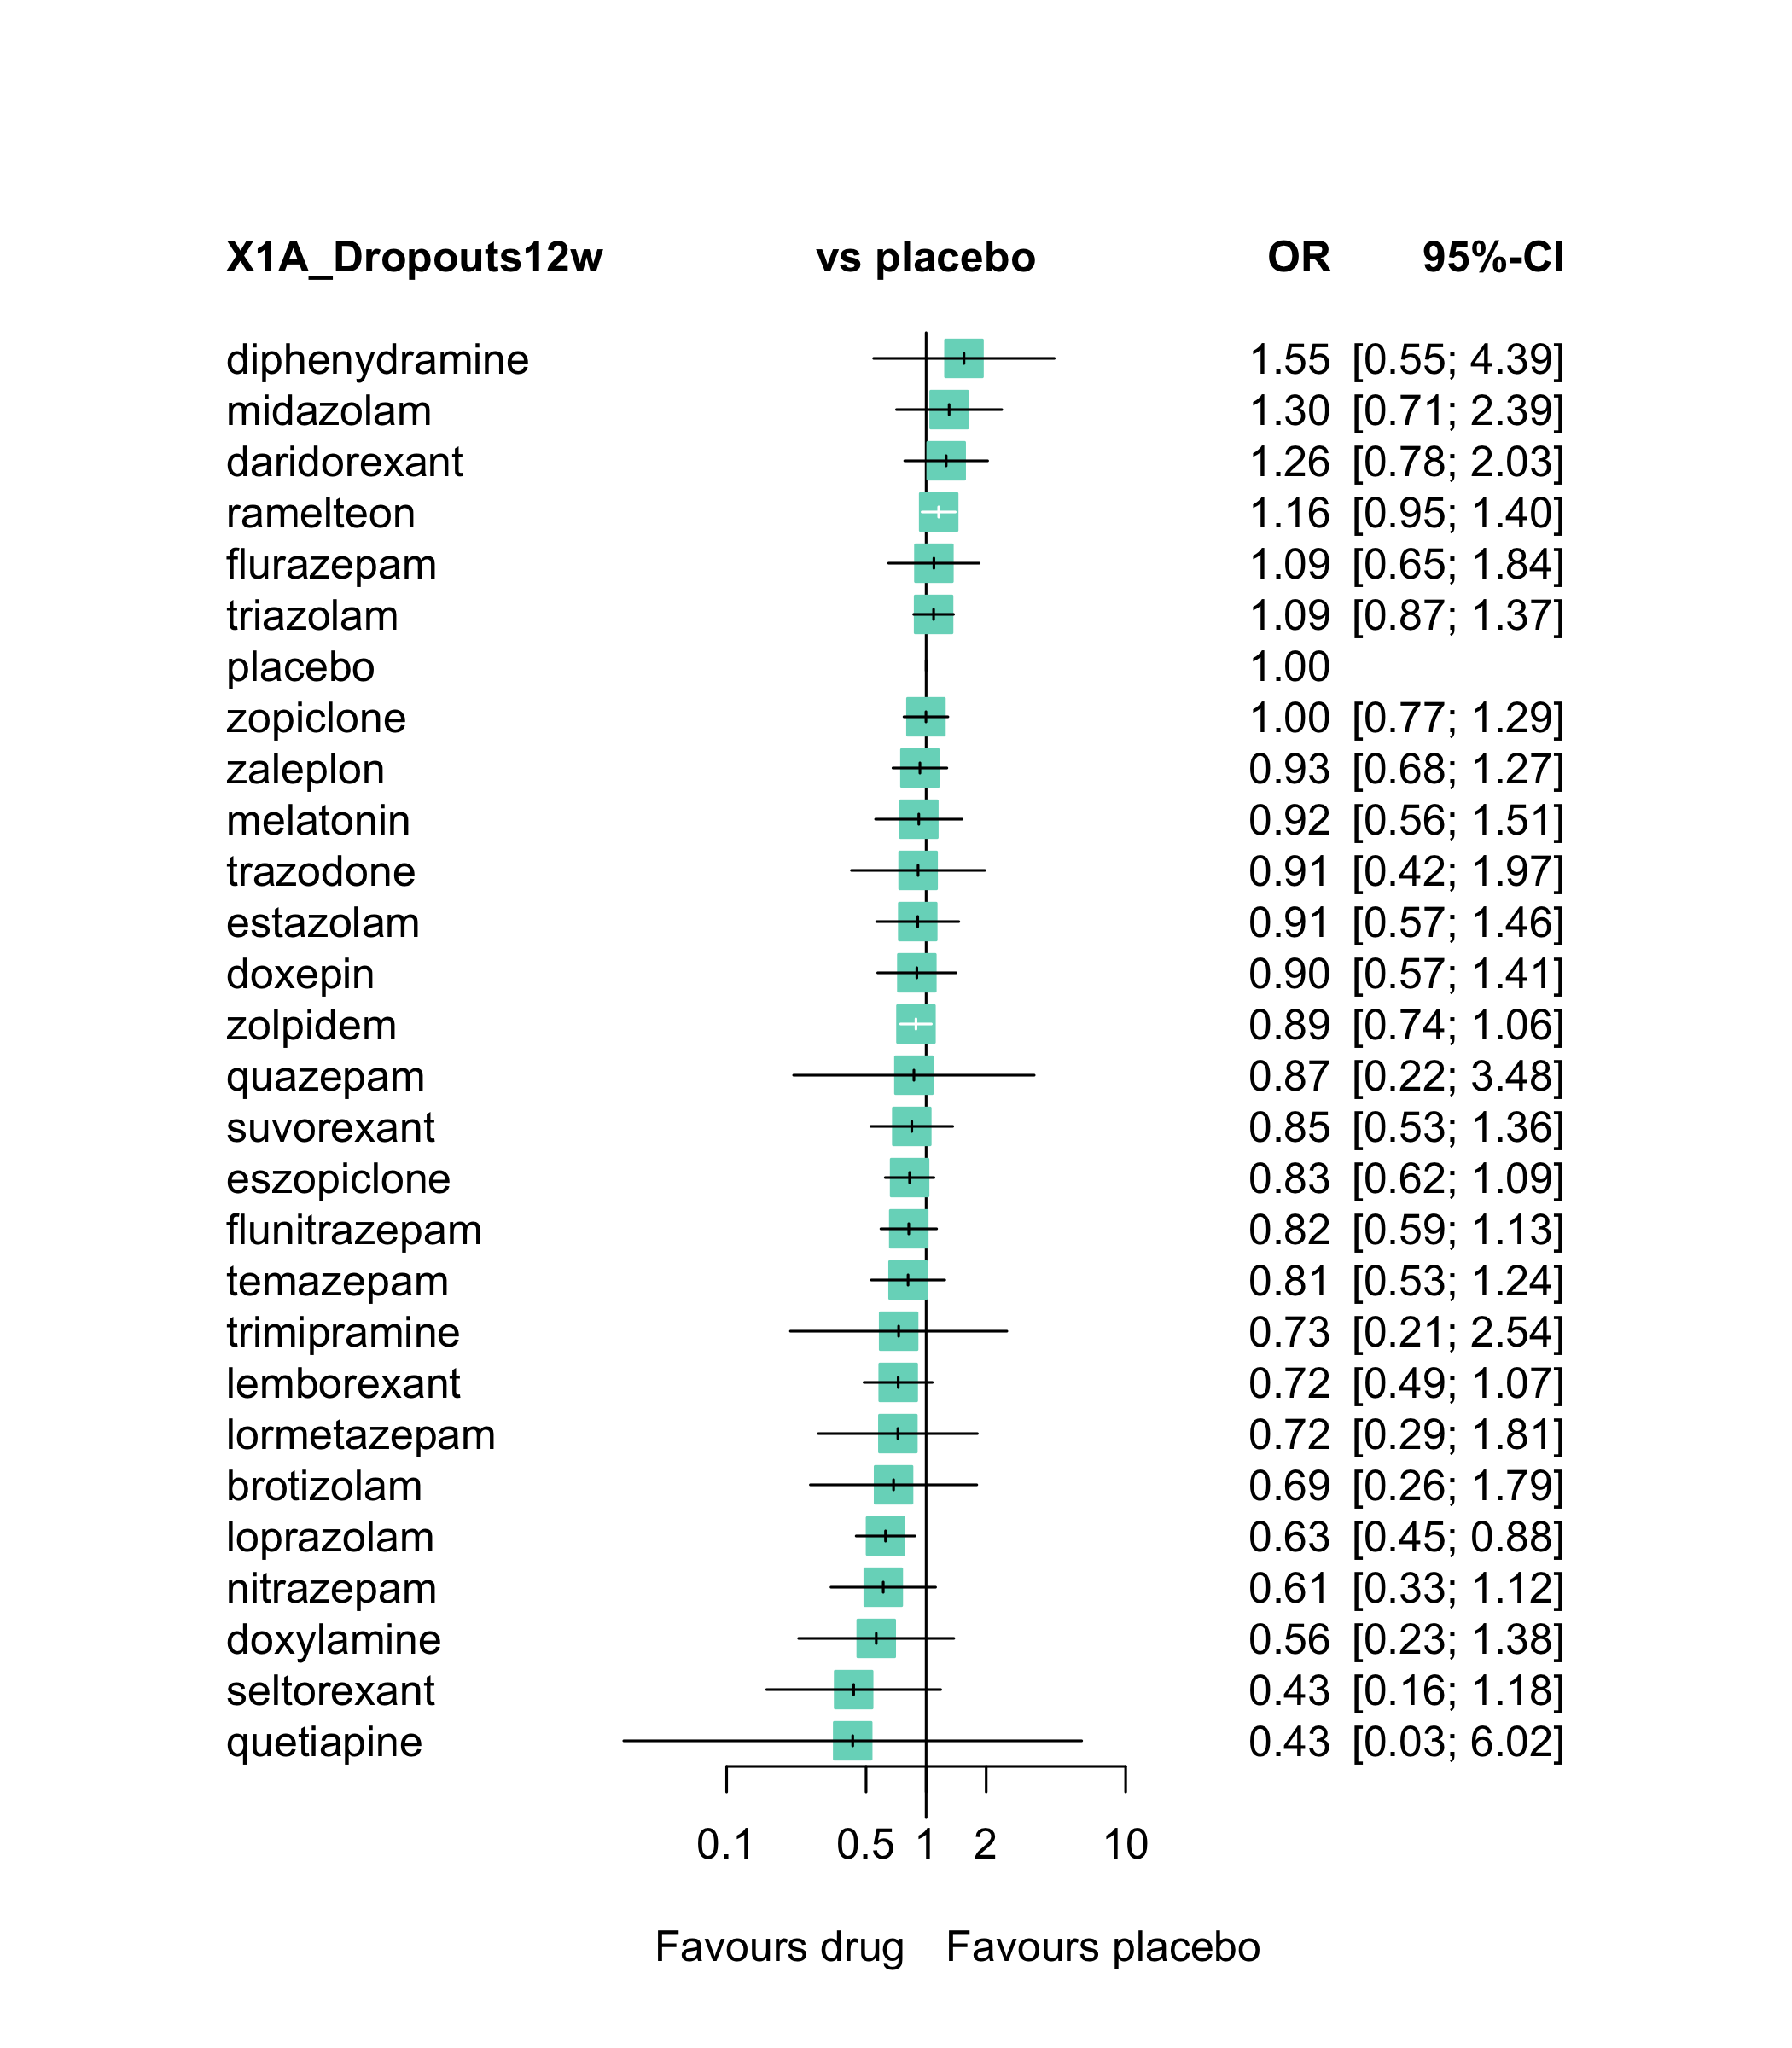 X1A_Dropouts12w vs placebo OR 95%-CI
diphenydramine 1.55 [0.55; 4.39]
midazolam 1.30 [0.71; 2.39]
daridorexant 1.26 [0.78; 2.03]
ramelteon 1.16 [0.95; 1.40]
flurazepam 1.09 [0.65; 1.84]
triazolam 1.09 [0.87; 1.37]
placebo 1.00
zopiclone 1.00 [0.77; 1.29]
zaleplon 0.93 [0.68; 1.27]
melatonin 0.92 [0.56; 1.51]
trazodone 0.91 [0.42; 1.97]
estazolam 0.91 [0.57; 1.46]
doxepin 0.90 [0.57; 1.41]
zolpidem 0.89 [0.74; 1.06]
quazepam 0.87 [0.22; 3.48]
suvorexant 0.85 [0.53; 1.36]
eszopiclone 0.83 [0.62; 1.09]
flunitrazepam 0.82 [0.59; 1.13]
temazepam 0.81 [0.53; 1.24]
trimipramine 0.73 [0.21; 2.54]
lemborexant 0.72 [0.49; 1.07]
lormetazepam 0.72 [0.29; 1.81]
brotizolam 0.69 [0.26; 1.79]
loprazolam 0.63 [0.45; 0.88]
nitrazepam 0.61 [0.33; 1.12]
doxylamine 0.56 [0.23; 1.38]
seltorexant 0.43 [0.16; 1.18]
quetiapine 0.43 [0.03; 6.02]
0.1 0.5 1 2 10
Favours drug Favours placebo